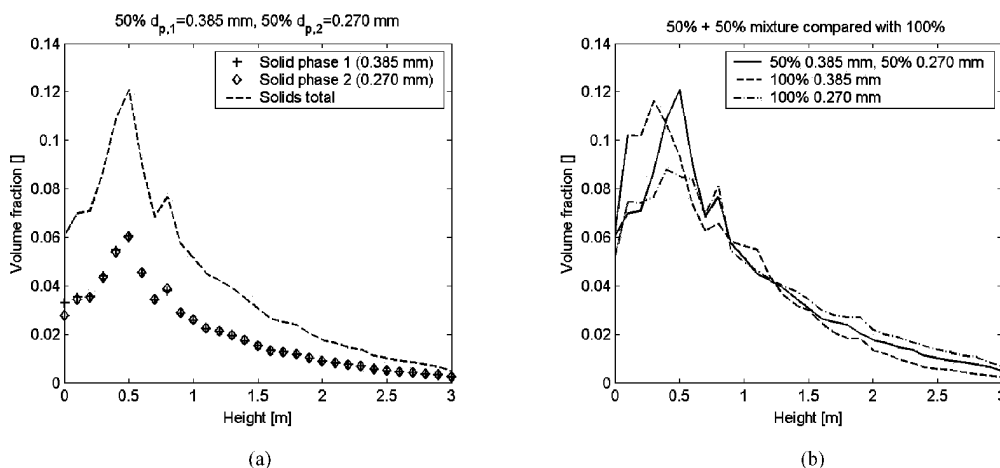 50% d_p,1=0.385 mm, 50% d_p,2=0.270 mm
0.14
0.12
0.1
0.08
0.06
0.04
0.02
0
Volume fraction []
+ Solid phase 1 (0.385 mm)
◇ Solid phase 2 (0.270 mm)
Solids total
0 0.5 1 1.5 2 2.5 3
Height [m]
(a)
50% + 50% mixture compared with 100%
0.14
0.12
0.1
0.08
0.06
0.04
0.02
0
Volume fraction []
50% 0.385 mm, 50% 0.270 mm
100% 0.385 mm
100% 0.270 mm
0 0.5 1 1.5 2 2.5 3
Height [m]
(b)